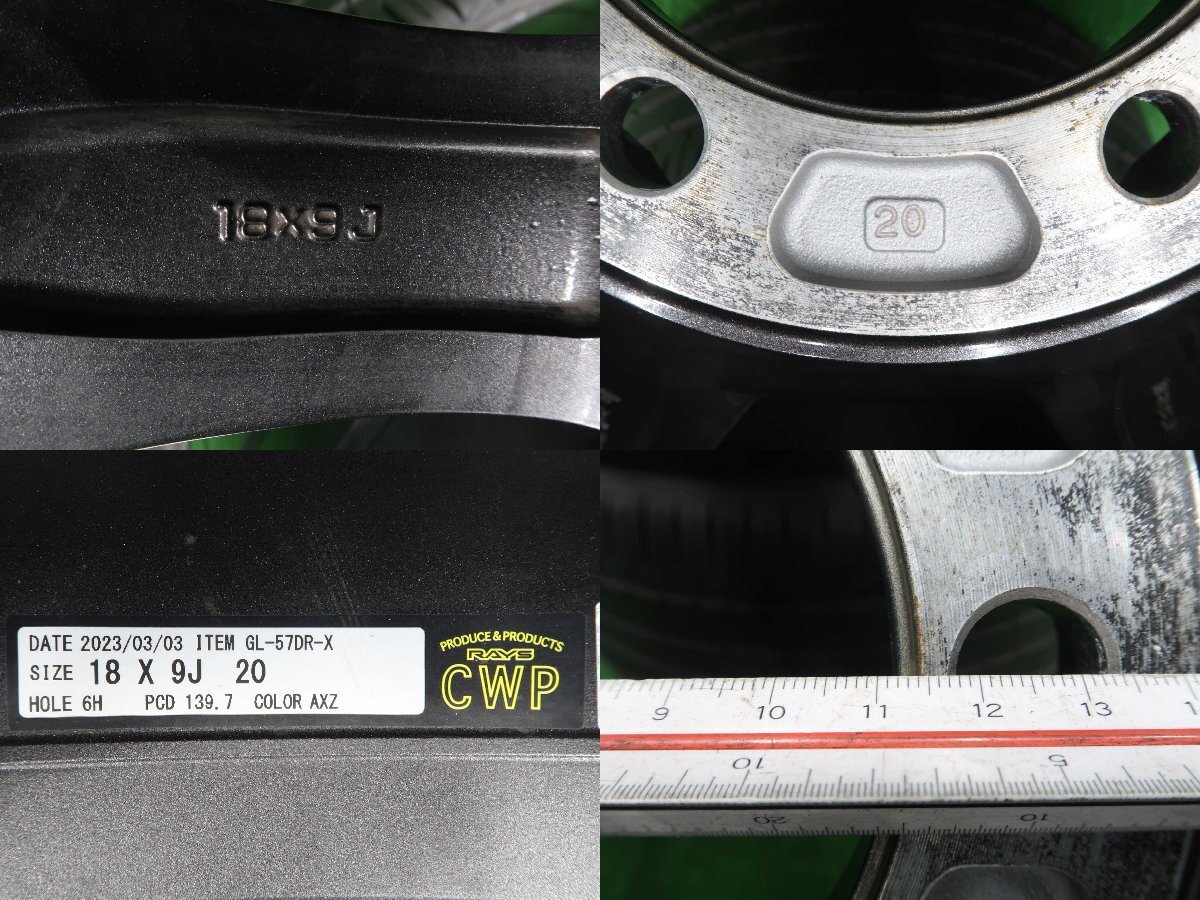 18x9J
20
DATE 2023/03/03 ITEM GL-57DR-X
SIZE 18 X 9J 20
HOLE 6H PCD 139.7 COLOR AXZ
PRODUCE & PRODUCTS
RAYS
CWP
9 10 11 12 13
10 5
20 10